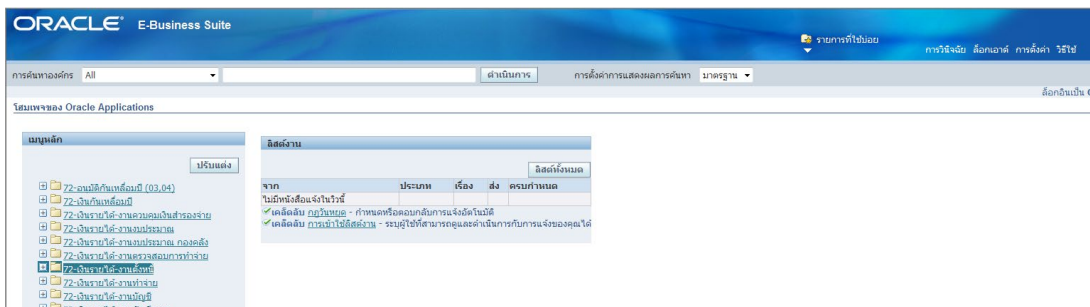 ORACLE® E-Business Suite
รายการที่ใช้บ่อย
การวินิจฉัย ล็อกเอาต์ การตั้งค่า วิธีใช้
การค้นหาองค์กร All ดำเนินการ การตั้งค่าการแสดงผลการค้นหา มาตรฐาน
ล็อกอินเป็น
โฮมเพจของ Oracle Applications
เมนูหลัก
ปรับแต่ง
72-อนุมัติกันเหลื่อมปี (03,04)
72-เงินกันเหลื่อมปี
72-เงินรายได้-งานควบคุมเงินสำรองจ่าย
72-เงินรายได้-งานงบประมาณ
72-เงินรายได้-งานงบประมาณ กองคลัง
72-เงินรายได้-งานตรวจสอบการทำจ่าย
72-เงินรายได้-งานตั้งหนี้
72-เงินรายได้-งานทำจ่าย
72-เงินรายได้-งานบัญชี
ลิสต์งาน
ลิสต์ทั้งหมด
จาก ประเภท เรื่อง ส่ง ครบกำหนด
ไม่มีหนังสือแจ้งในวิวนี้
เคล็ดลับ กฎวันหยุด - กำหนดหรือตอบกลับการแจ้งอัตโนมัติ
เคล็ดลับ การเข้าใช้ลิสต์งาน - ระบุผู้ใช้ที่สามารถดูและดำเนินการกับการแจ้งของคุณได้